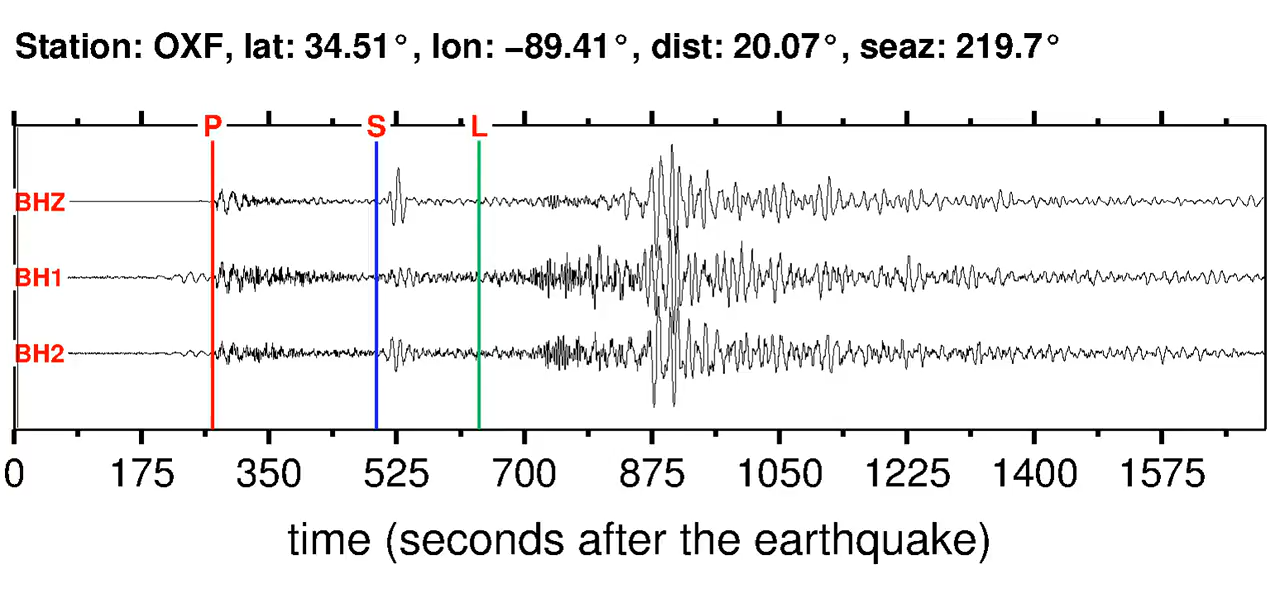 Station: OXF, lat: 34.51°, lon: −89.41°, dist: 20.07°, seaz: 219.7°
P S L
BHZ
BH1
BH2
0 175 350 525 700 875 1050 1225 1400 1575
time (seconds after the earthquake)